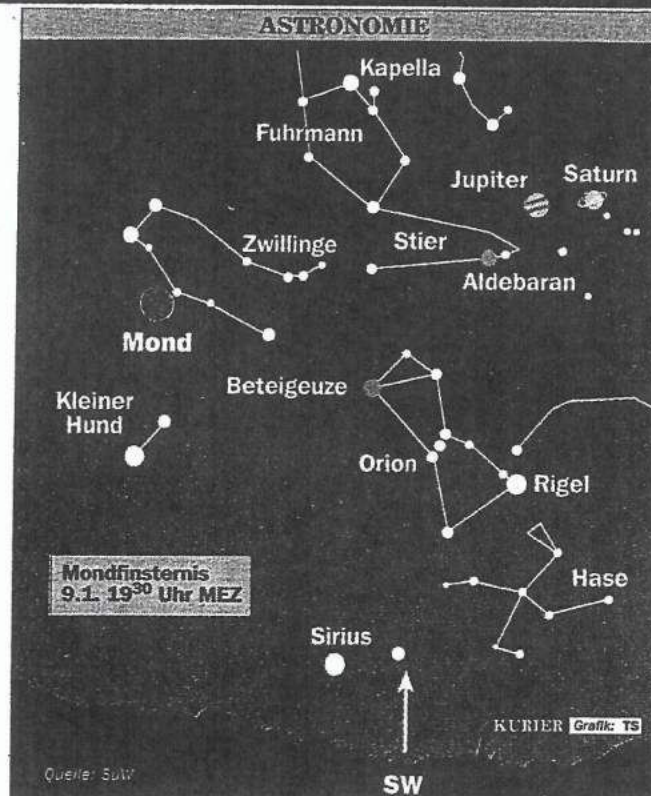 ASTRONOMIE
Kapella
Fuhrmann
Jupiter
Saturn
Zwillinge
Stier
Aldebaran
Mond
Beteigeuze
Kleiner
Hund
Orion
Rigel
Mondfinsternis
9.1. 19³⁰ Uhr MEZ
Hase
Sirius
KURIER Grafik: TS
Quelle: SuW
SW